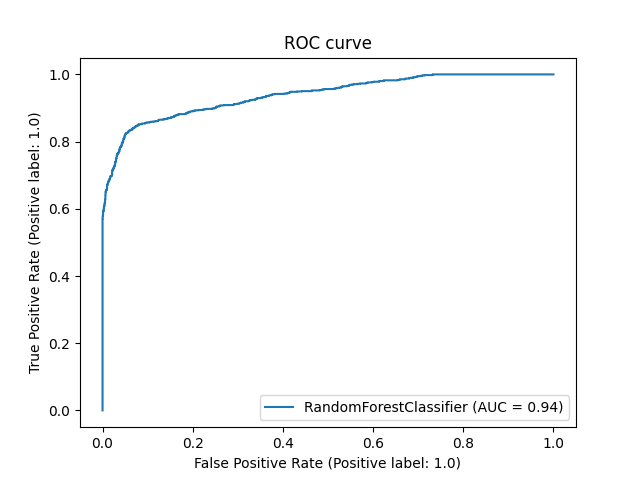 ROC curve
True Positive Rate (Positive label: 1.0)
1.0
0.8
0.6
0.4
0.2
0.0
RandomForestClassifier (AUC = 0.94)
0.0 0.2 0.4 0.6 0.8 1.0
False Positive Rate (Positive label: 1.0)